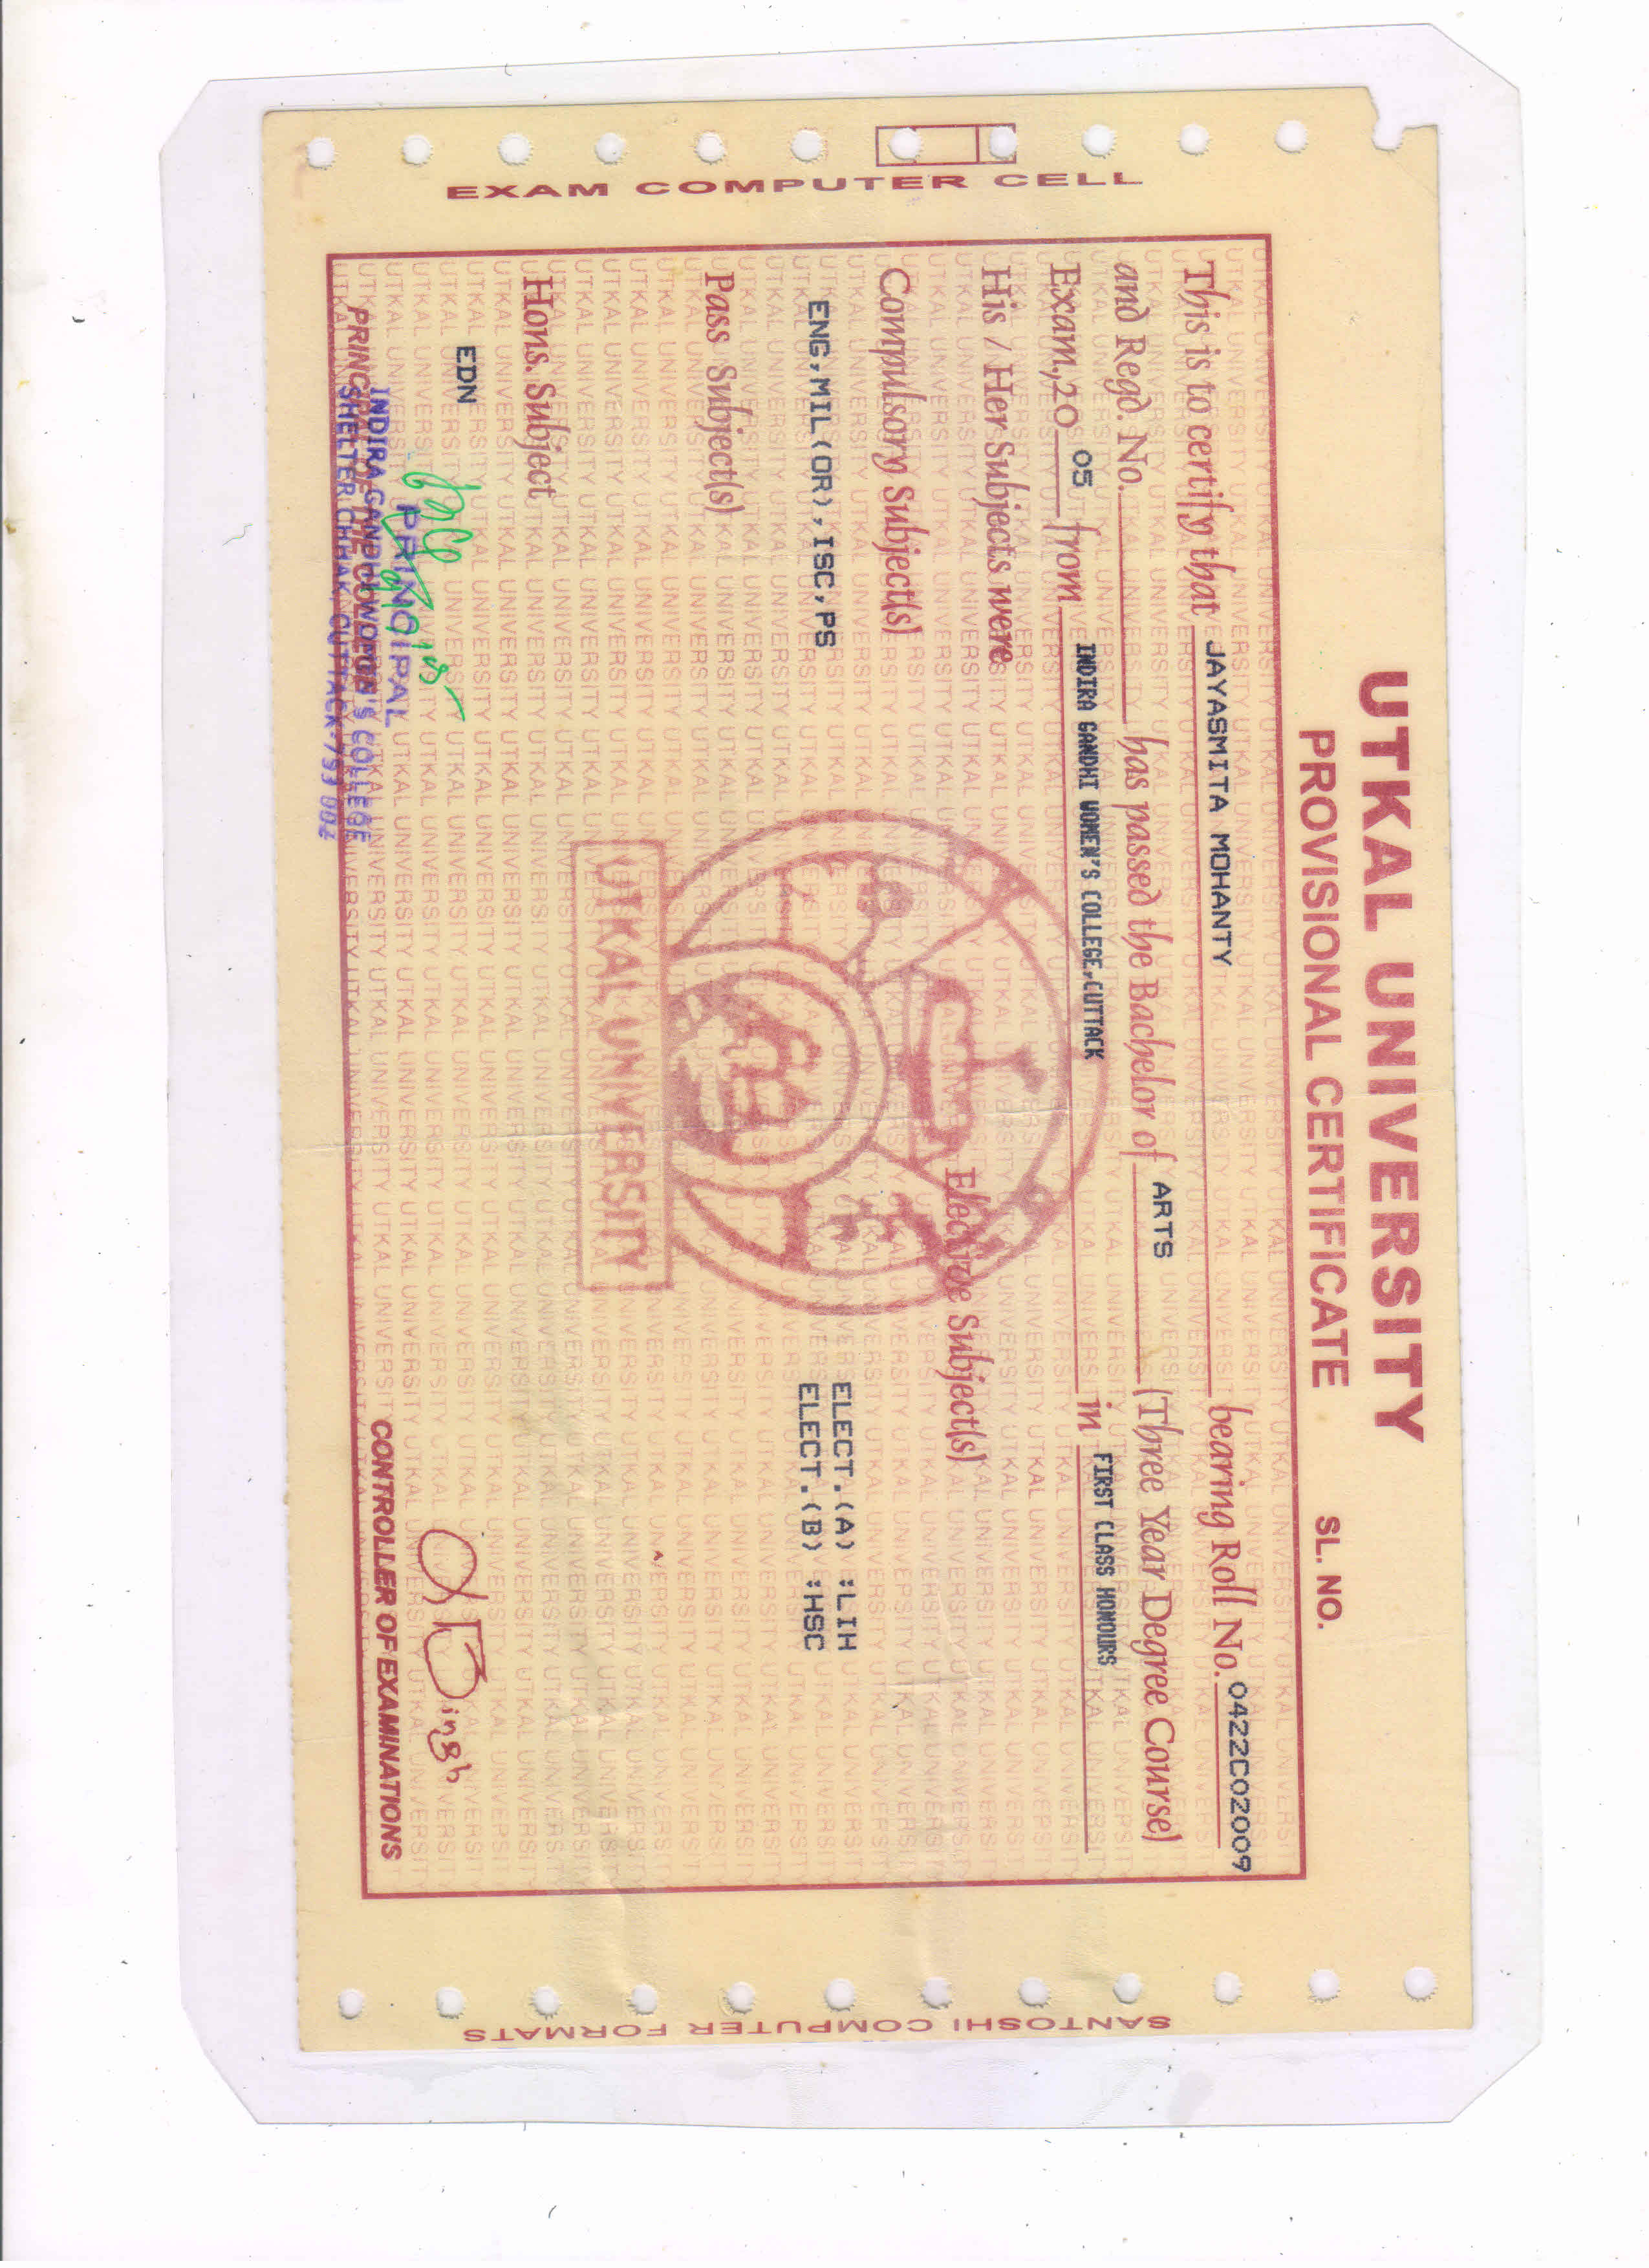 EXAM COMPUTER CELL
UTKAL UNIVERSITY
PROVISIONAL CERTIFICATE SL. NO.
This is to certify that JAYASMITA MOHANTY bearing Roll No. 0422C02009
and Regd. No. has passed the Bachelor of ARTS (Three Year Degree Course)
Exam.,20 05 from INDIRA GANDHI WOMEN'S COLLEGE,CUTTACK in FIRST CLASS HONOURS
His / Her Subjects were
Compulsory Subject(s) Elective Subject(s)
ENG,MIL(OR),ISC,PS ELECT.(A) :LIH
ELECT.(B) :HSC
Pass Subject(s)
Hons. Subject
EDN
UTKAL UNIVERSITY
PRINCIPAL
INDIRA GANDHI WOMEN'S COLLEGE
SHELTER CHHAK, CUTTACK-753 002
PRINCIPAL OF THE COLLEGE
CONTROLLER OF EXAMINATIONS
SANTOSHI COMPUTER FORMATS